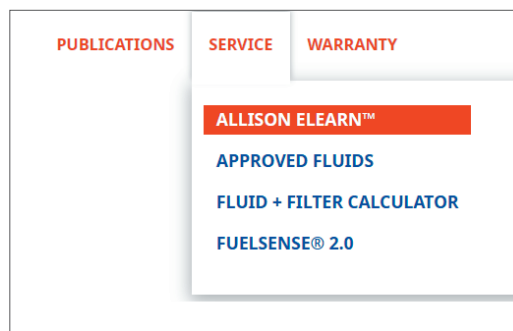 PUBLICATIONS SERVICE WARRANTY
ALLISON ELEARN™
APPROVED FLUIDS
FLUID + FILTER CALCULATOR
FUELSENSE® 2.0